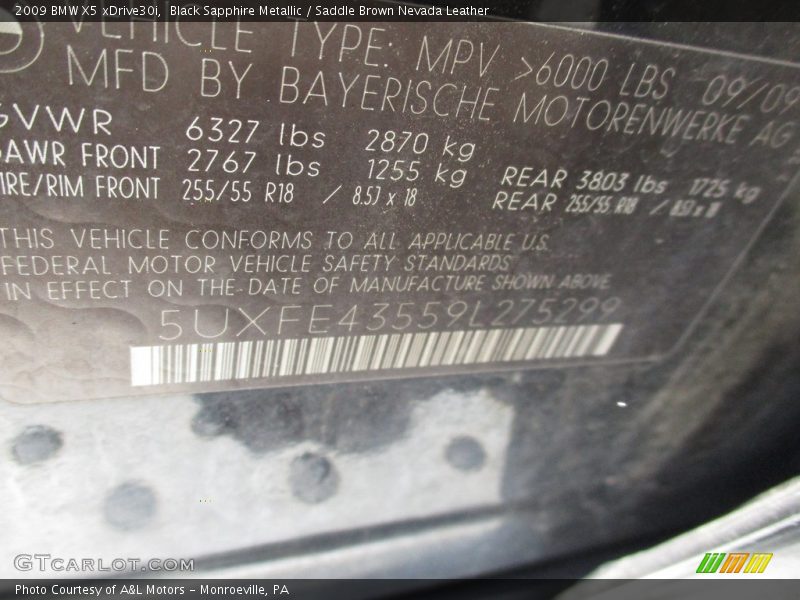 2009 BMW X5 xDrive30i, Black Sapphire Metallic / Saddle Brown Nevada Leather
VEHICLE TYPE: MPV >6000 LBS 09/09
MFD BY BAYERISCHE MOTORENWERKE AG
GVWR 6327 lbs 2870 kg
GAWR FRONT 2767 lbs 1255 kg REAR 3803 lbs 1725 kg
TIRE/RIM FRONT 255/55 R18 / 8.5J x 18 REAR 255/55 R18 / 8.5J x 18
THIS VEHICLE CONFORMS TO ALL APPLICABLE U.S.
FEDERAL MOTOR VEHICLE SAFETY STANDARDS
IN EFFECT ON THE DATE OF MANUFACTURE SHOWN ABOVE
5UXFE43559L275299
GTCARLOT.COM
Photo Courtesy of A&L Motors – Monroeville, PA